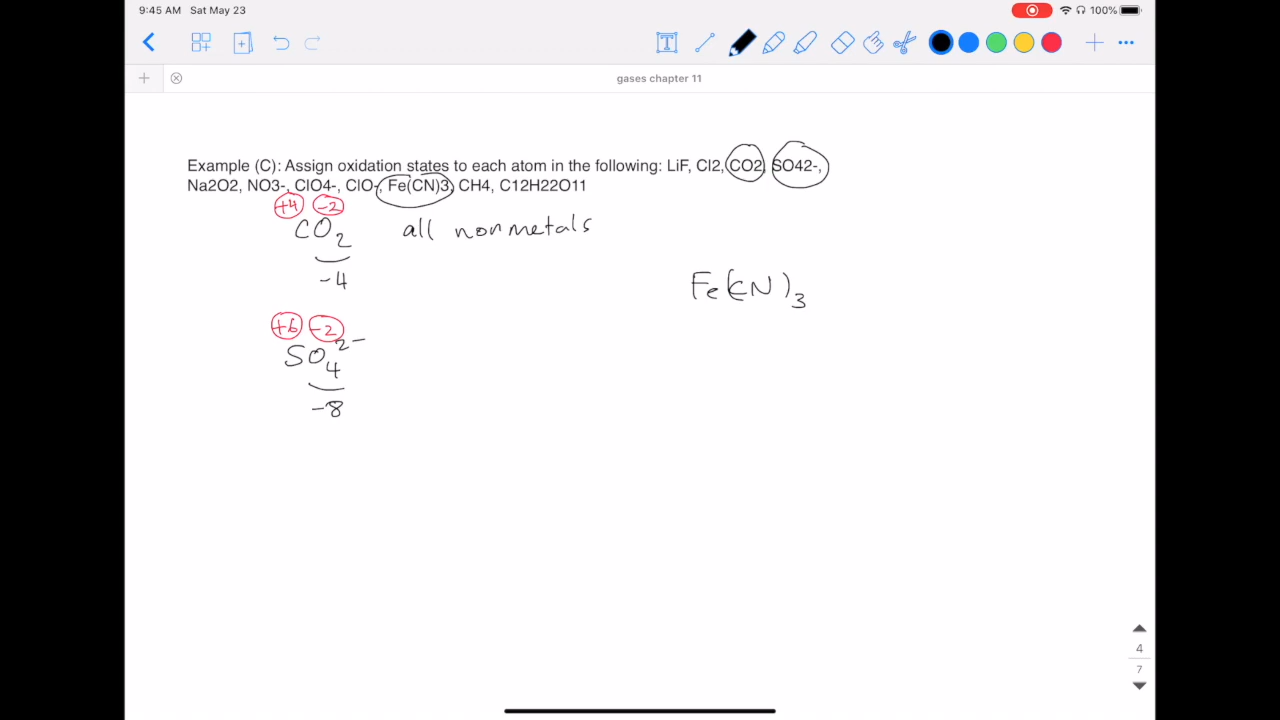 9:45 AM Sat May 23
100%
gases chapter 11
Example (C): Assign oxidation states to each atom in the following: LiF, Cl2, CO2, SO42-,
Na2O2, NO3-, ClO4-, ClO-, Fe(CN)3, CH4, C12H22O11
+4 -2
CO2 all nonmetals
-4
Fe(CN)3
+6 -2
SO4 2-
-8
4
7